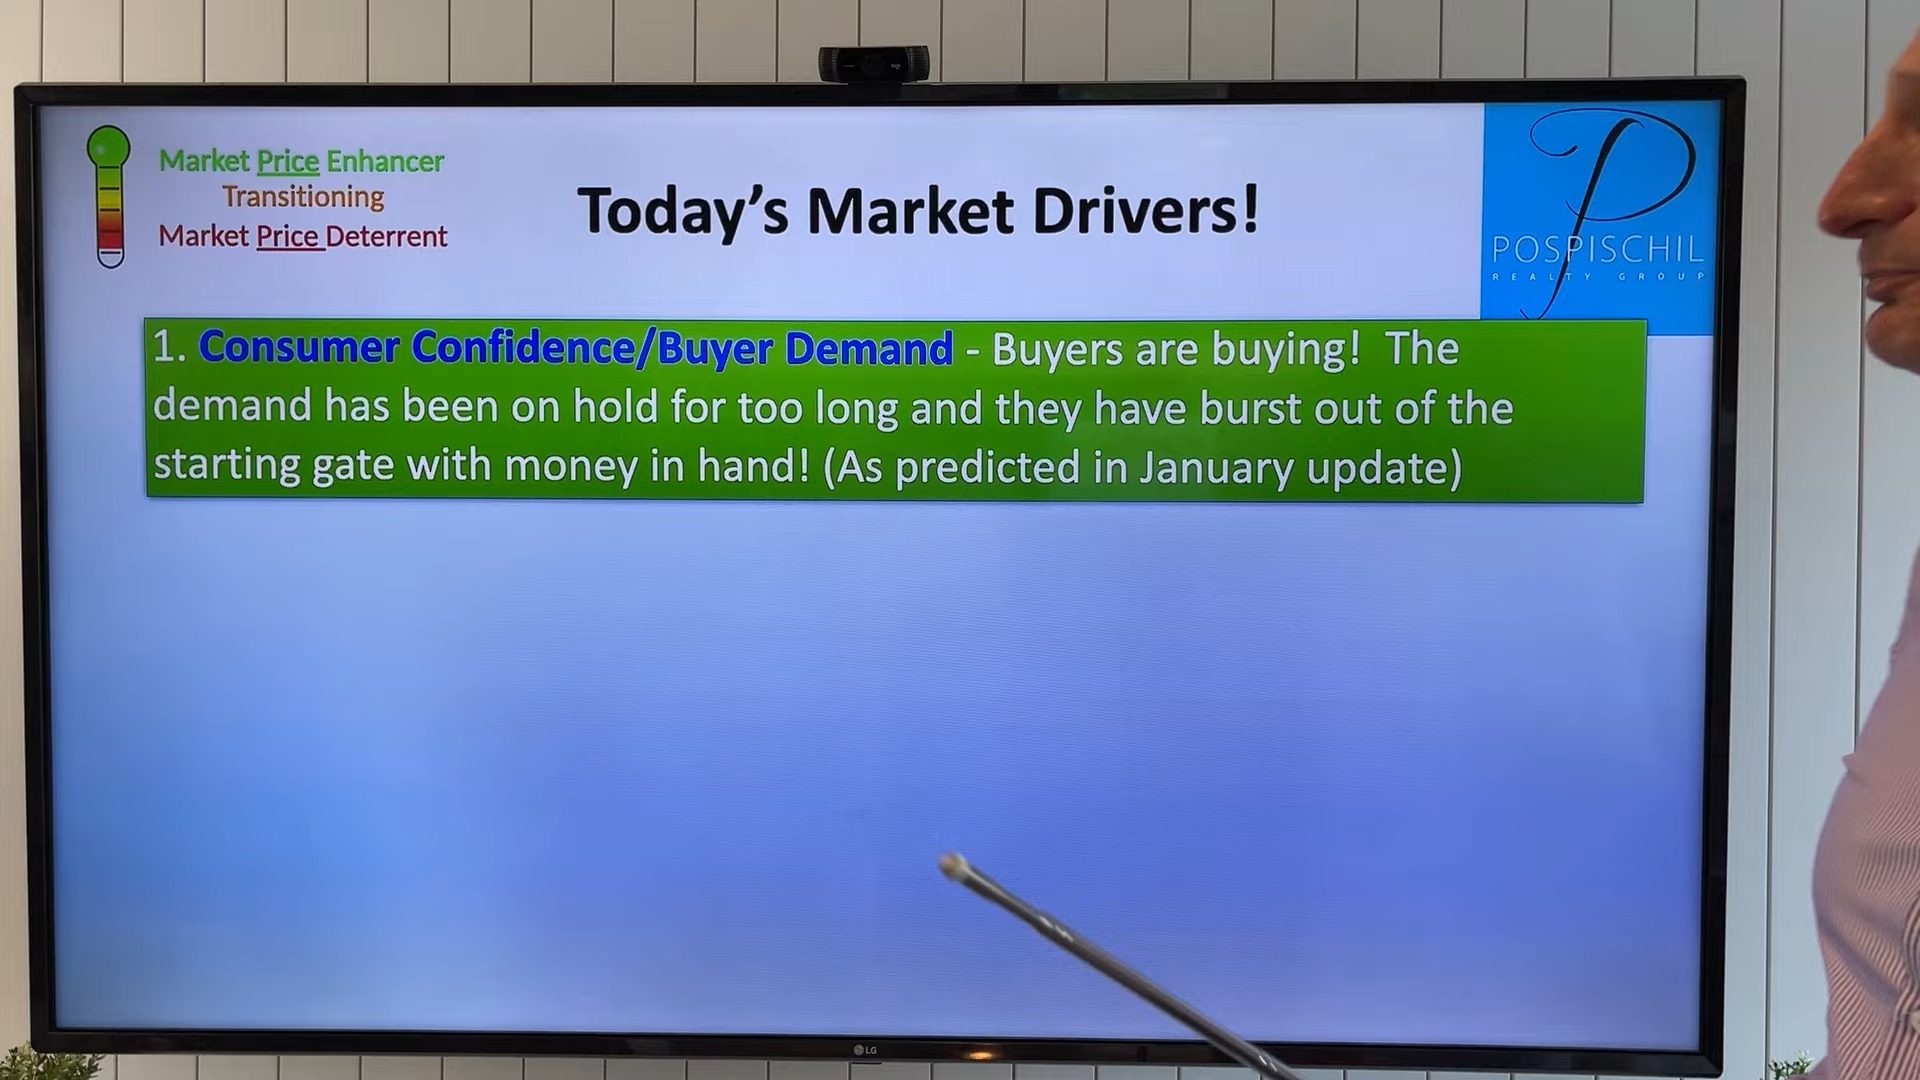 Market Price Enhancer
Transitioning
Market Price Deterrent
Today's Market Drivers!
POSPISCHIL
REALTY GROUP
1. Consumer Confidence/Buyer Demand - Buyers are buying!  The
demand has been on hold for too long and they have burst out of the
starting gate with money in hand! (As predicted in January update)
LG